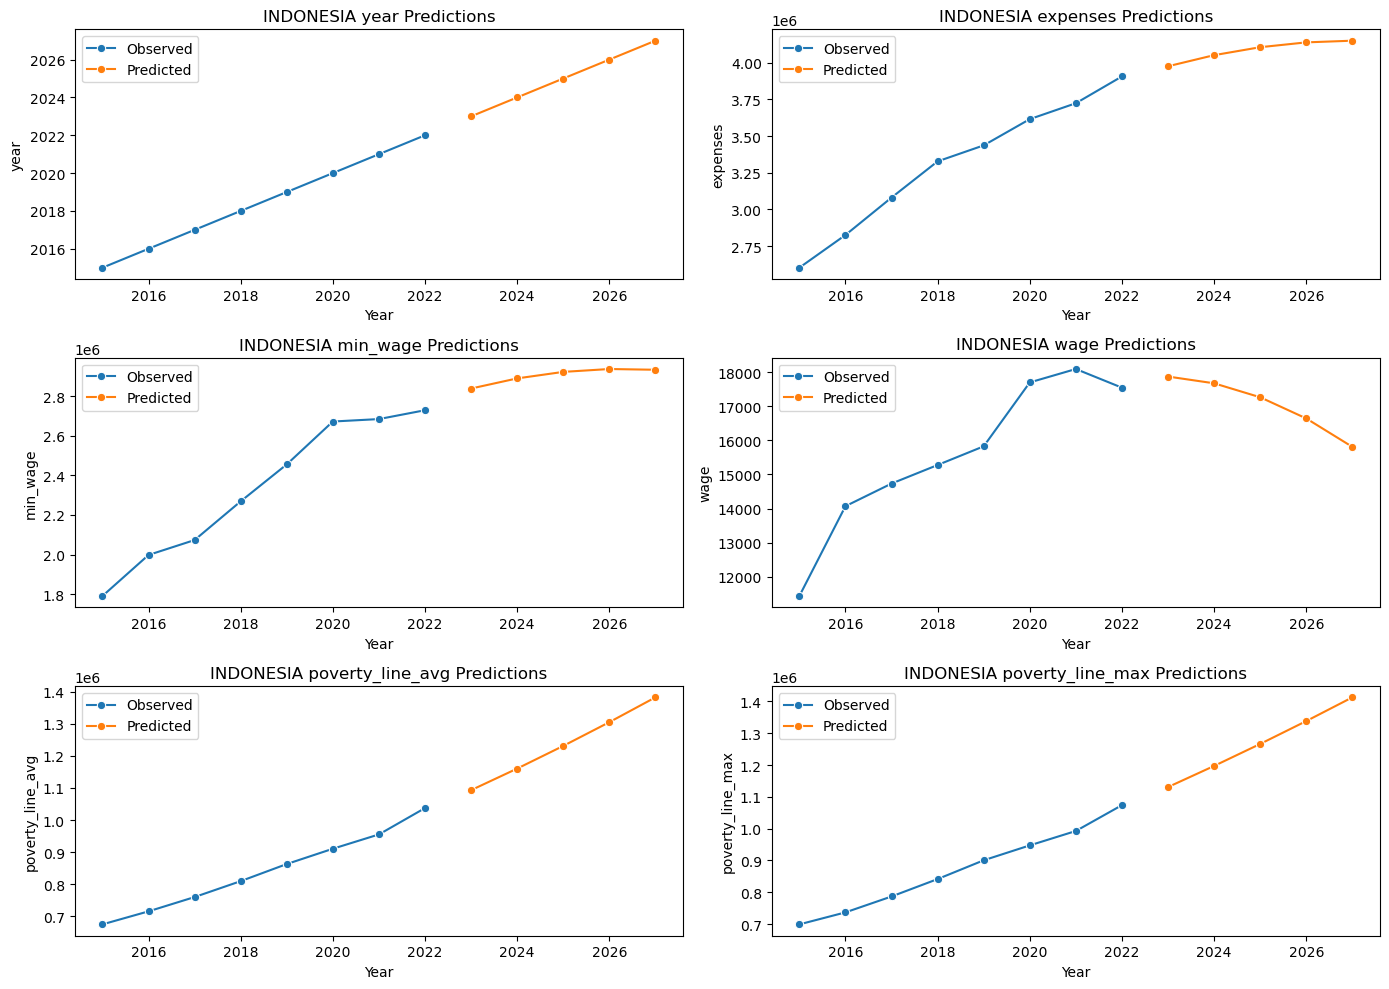 INDONESIA year Predictions
Observed
Predicted
2026
2024
2022
2020
2018
2016
year
2016 2018 2020 2022 2024 2026
Year
INDONESIA expenses Predictions
1e6
Observed
Predicted
4.00
3.75
3.50
3.25
3.00
2.75
expenses
2016 2018 2020 2022 2024 2026
Year
INDONESIA min_wage Predictions
1e6
Observed
Predicted
2.8
2.6
2.4
2.2
2.0
1.8
min_wage
2016 2018 2020 2022 2024 2026
Year
INDONESIA wage Predictions
Observed
Predicted
18000
17000
16000
15000
14000
13000
12000
wage
2016 2018 2020 2022 2024 2026
Year
INDONESIA poverty_line_avg Predictions
1e6
Observed
Predicted
1.4
1.3
1.2
1.1
1.0
0.9
0.8
0.7
poverty_line_avg
2016 2018 2020 2022 2024 2026
Year
INDONESIA poverty_line_max Predictions
1e6
Observed
Predicted
1.4
1.3
1.2
1.1
1.0
0.9
0.8
0.7
poverty_line_max
2016 2018 2020 2022 2024 2026
Year